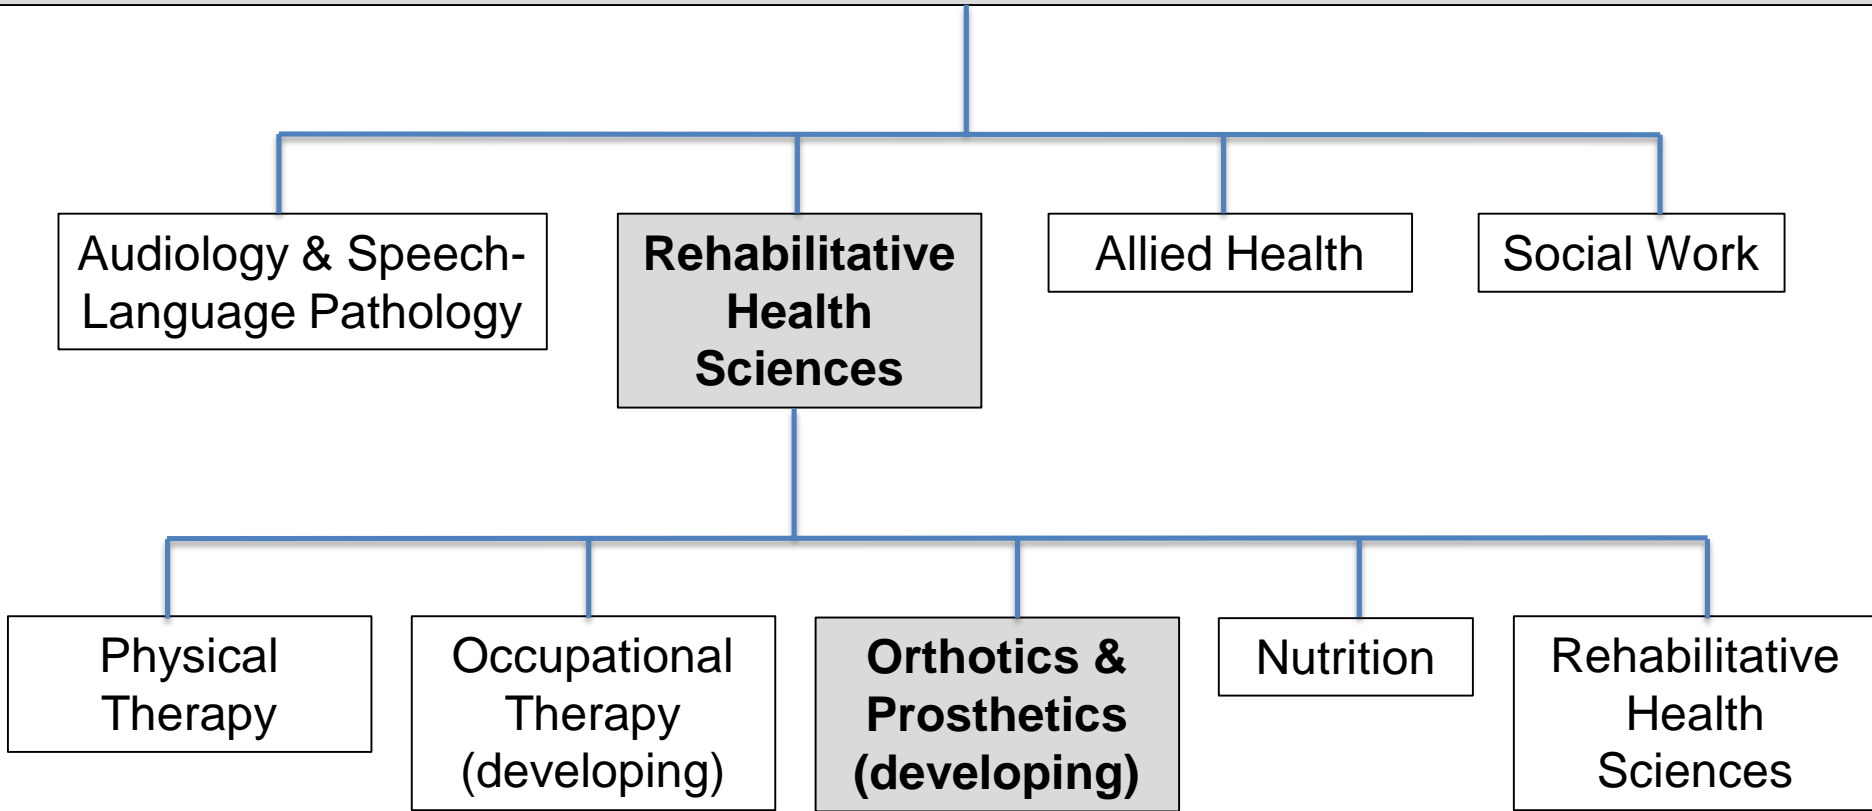 Audiology & Speech-
Language Pathology
Rehabilitative
Health
Sciences
Allied Health
Social Work
Physical
Therapy
Occupational
Therapy
(developing)
Orthotics &
Prosthetics
(developing)
Nutrition
Rehabilitative
Health
Sciences